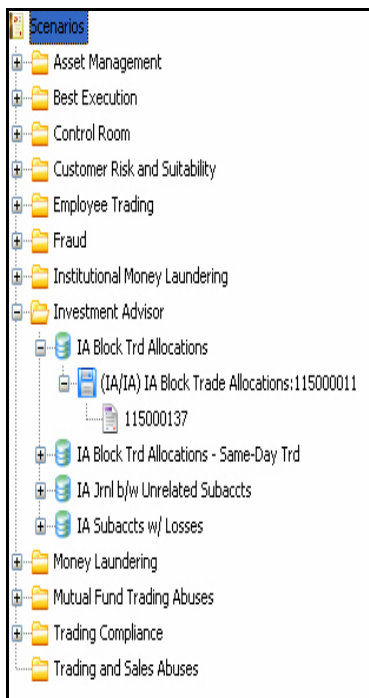 Scenarios
Asset Management
Best Execution
Control Room
Customer Risk and Suitability
Employee Trading
Fraud
Institutional Money Laundering
Investment Advisor
IA Block Trd Allocations
(IA/IA) IA Block Trade Allocations:115000011
115000137
IA Block Trd Allocations - Same-Day Trd
IA Jrnl b/w Unrelated Subaccts
IA Subaccts w/ Losses
Money Laundering
Mutual Fund Trading Abuses
Trading Compliance
Trading and Sales Abuses